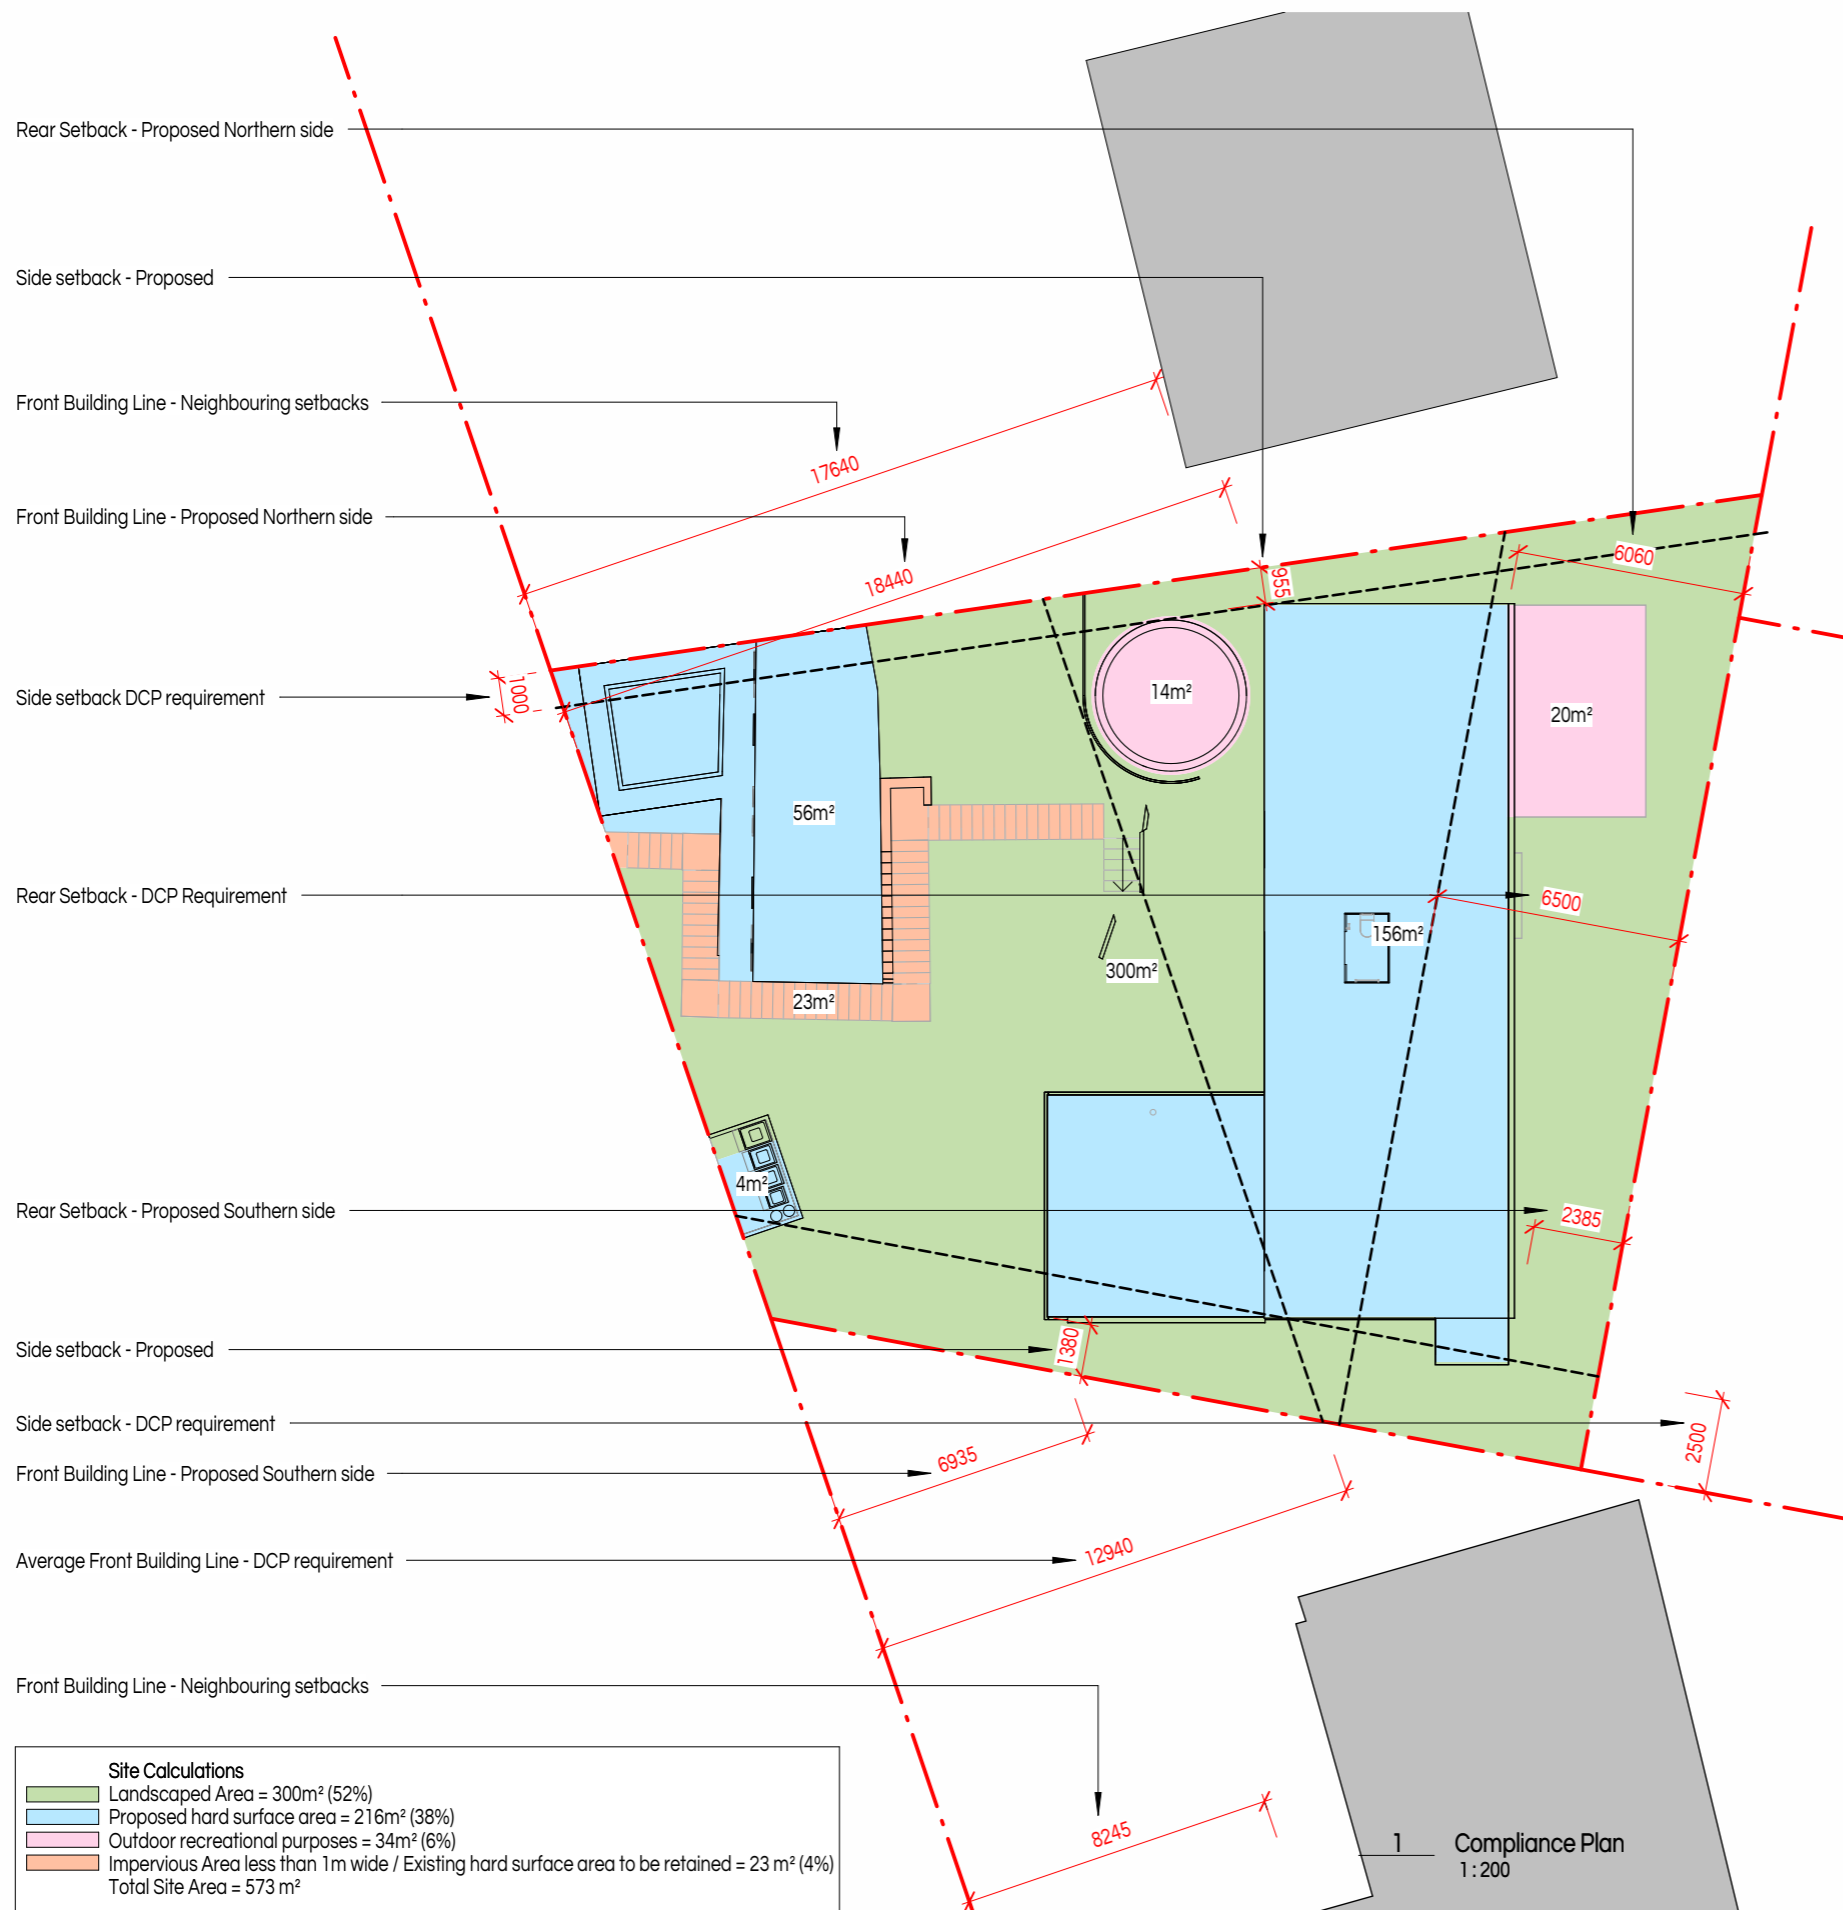 Rear Setback - Proposed Northern side
Side setback - Proposed
Front Building Line - Neighbouring setbacks
17640
Front Building Line - Proposed Northern side
18440
955
6060
Side setback DCP requirement
1000
14m²
20m²
56m²
Rear Setback - DCP Requirement
6500
156m²
300m²
23m²
4m²
Rear Setback - Proposed Southern side
2385
Side setback - Proposed
1380
Side setback - DCP requirement
2500
Front Building Line - Proposed Southern side
6935
Average Front Building Line - DCP requirement
12940
Front Building Line - Neighbouring setbacks
8245
Site Calculations
Landscaped Area = 300m² (52%)
Proposed hard surface area = 216m² (38%)
Outdoor recreational purposes = 34m² (6%)
Impervious Area less than 1m wide / Existing hard surface area to be retained = 23 m² (4%)
Total Site Area = 573 m²
1 Compliance Plan
1 : 200